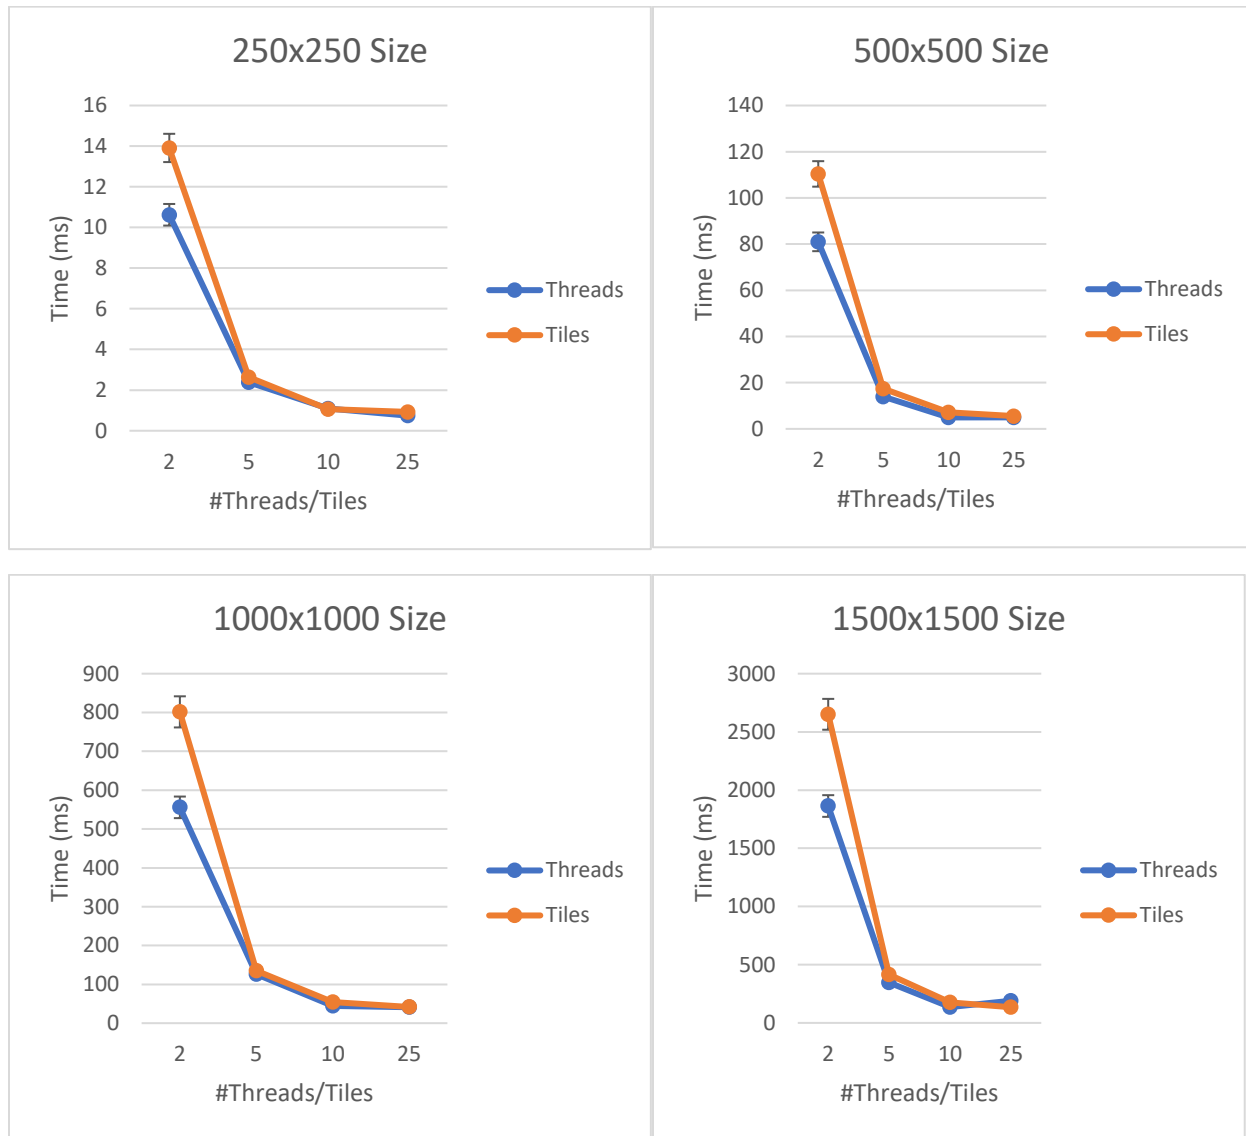 250x250 Size
16
14
12
10
8
6
4
2
0
Time (ms)
2 5 10 25
#Threads/Tiles
Threads
Tiles
500x500 Size
140
120
100
80
60
40
20
0
Time (ms)
2 5 10 25
#Threads/Tiles
Threads
Tiles
1000x1000 Size
900
800
700
600
500
400
300
200
100
0
Time (ms)
2 5 10 25
#Threads/Tiles
Threads
Tiles
1500x1500 Size
3000
2500
2000
1500
1000
500
0
Time (ms)
2 5 10 25
#Threads/Tiles
Threads
Tiles